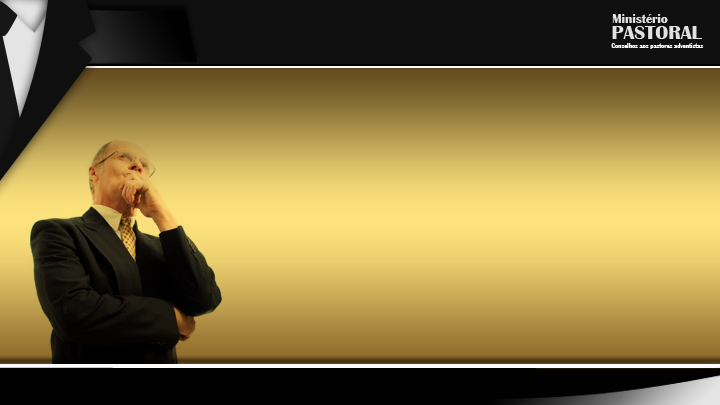 Ministério
PASTORAL
Conselhos aos pastores adventistas